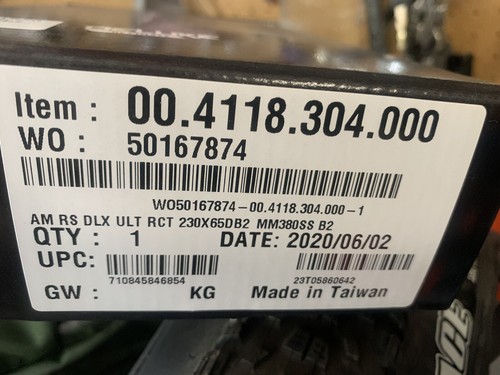 Item : 00.4118.304.000
WO : 50167874
WO50167874-00.4118.304.000-1
AM RS DLX ULT RCT 230X65DB2 MM380SS B2
QTY : 1 DATE: 2020/06/02
UPC:
710845846854 23T05860642
GW : KG Made in Taiwan